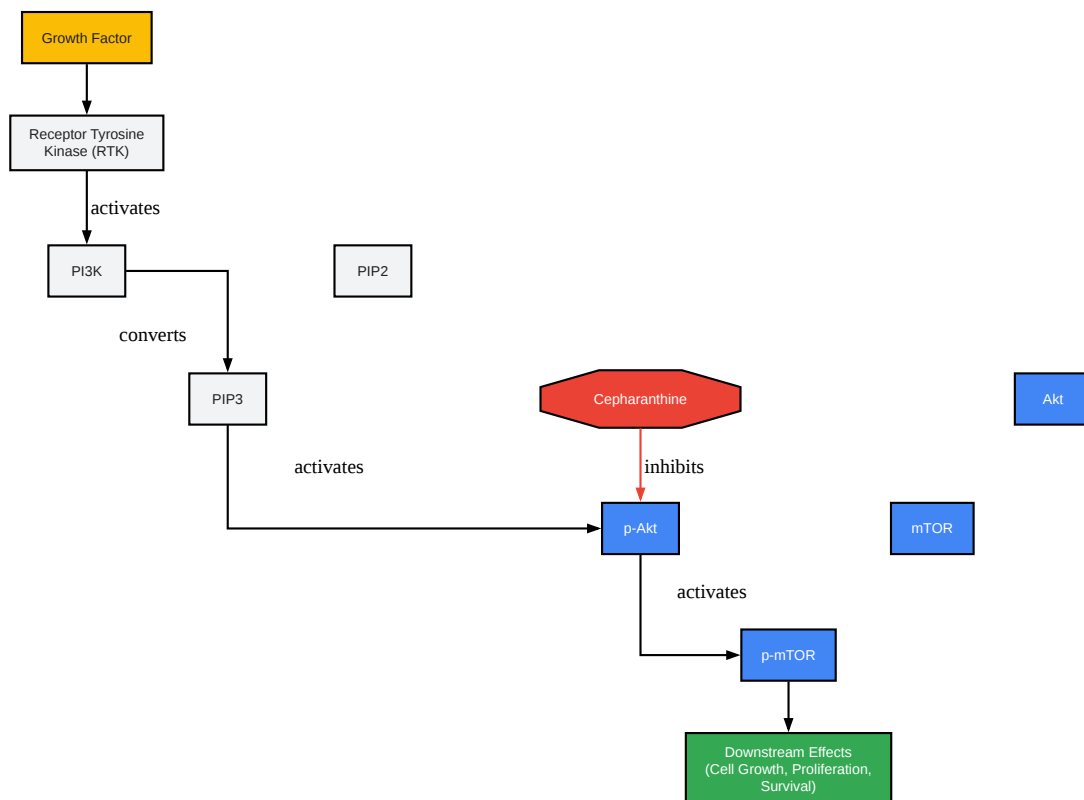 Growth Factor
Receptor Tyrosine
Kinase (RTK)
activates
PI3K
PIP2
converts
PIP3
Cepharanthine
Akt
activates
inhibits
p-Akt
mTOR
activates
p-mTOR
Downstream Effects
(Cell Growth, Proliferation,
Survival)